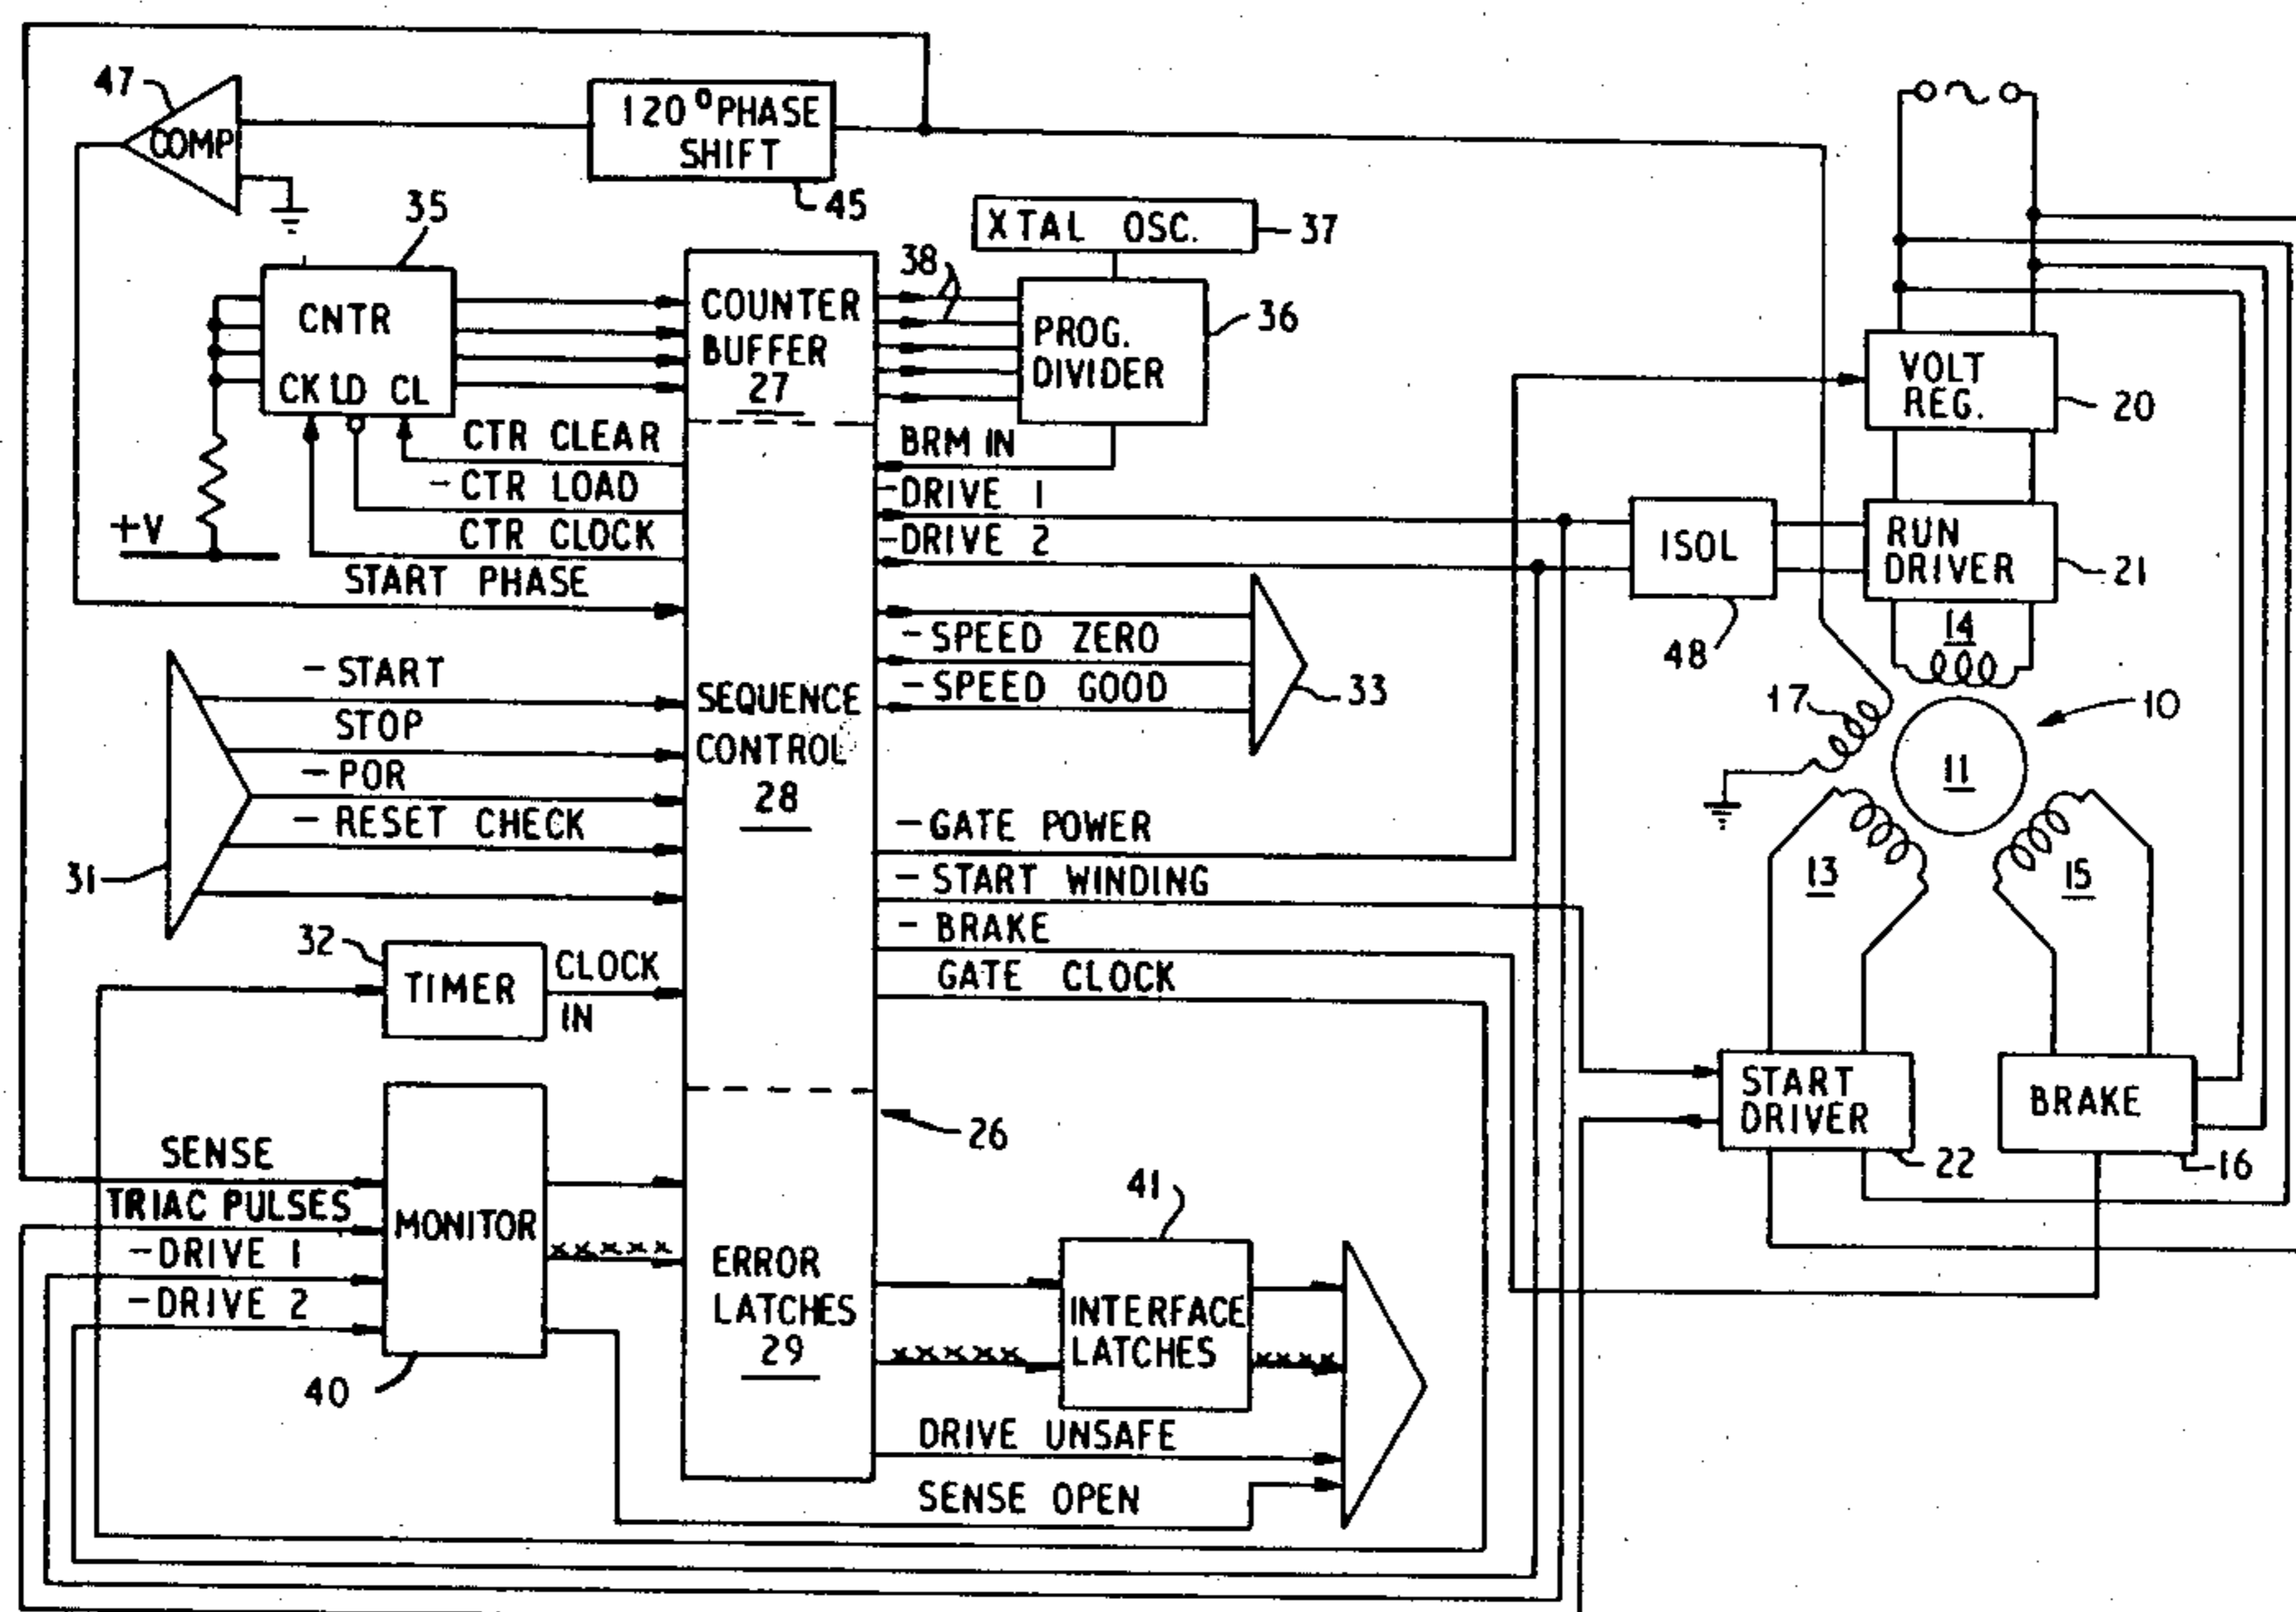 47
COMP
120° PHASE
SHIFT
45
35
CNTR
CK LD CL
COUNTER
BUFFER
27
38
XTAL OSC.
37
PROG.
DIVIDER
36
VOLT
REG.
20
CTR CLEAR
-CTR LOAD
CTR CLOCK
+V
START PHASE
BRM IN
-DRIVE 1
-DRIVE 2
ISOL
48
RUN
DRIVER
21
14
-SPEED ZERO
-SPEED GOOD
33
17
10
11
13
15
-START
STOP
-POR
-RESET CHECK
31
SEQUENCE
CONTROL
28
-GATE POWER
-START WINDING
-BRAKE
GATE CLOCK
32
TIMER
CLOCK
IN
START
DRIVER
22
BRAKE
16
26
SENSE
TRIAC PULSES
-DRIVE 1
-DRIVE 2
MONITOR
40
xxxxx
ERROR
LATCHES
29
41
INTERFACE
LATCHES
xxxxx
xxxx
DRIVE UNSAFE
SENSE OPEN